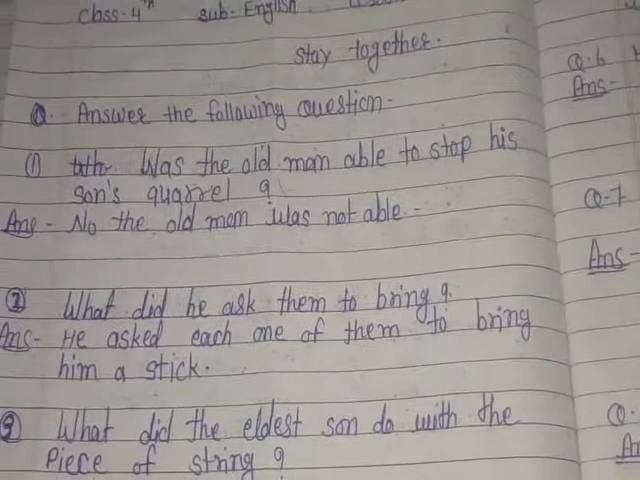 Class-4th Sub-English
Stay together.
Q. Answer the following question-
(1) Was the old man able to stop his
son's quarrel ?
Ans - No the old man was not able -
(2) What did he ask them to bring ?
Ans- He asked each one of them to bring
him a stick.
(3) What did the eldest son do with the
Piece of string ?
Q.6
Ans-
Q-7
Ans-
Q.